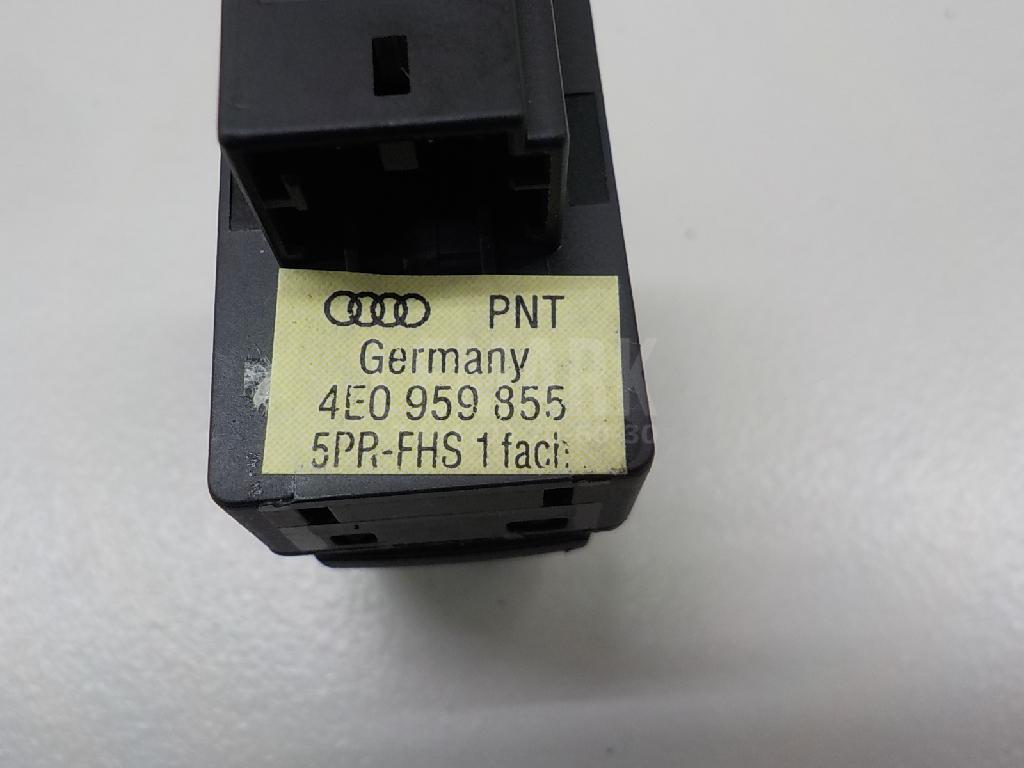 PNT
Germany
4E0 959 855
5PR-FHS 1 fach